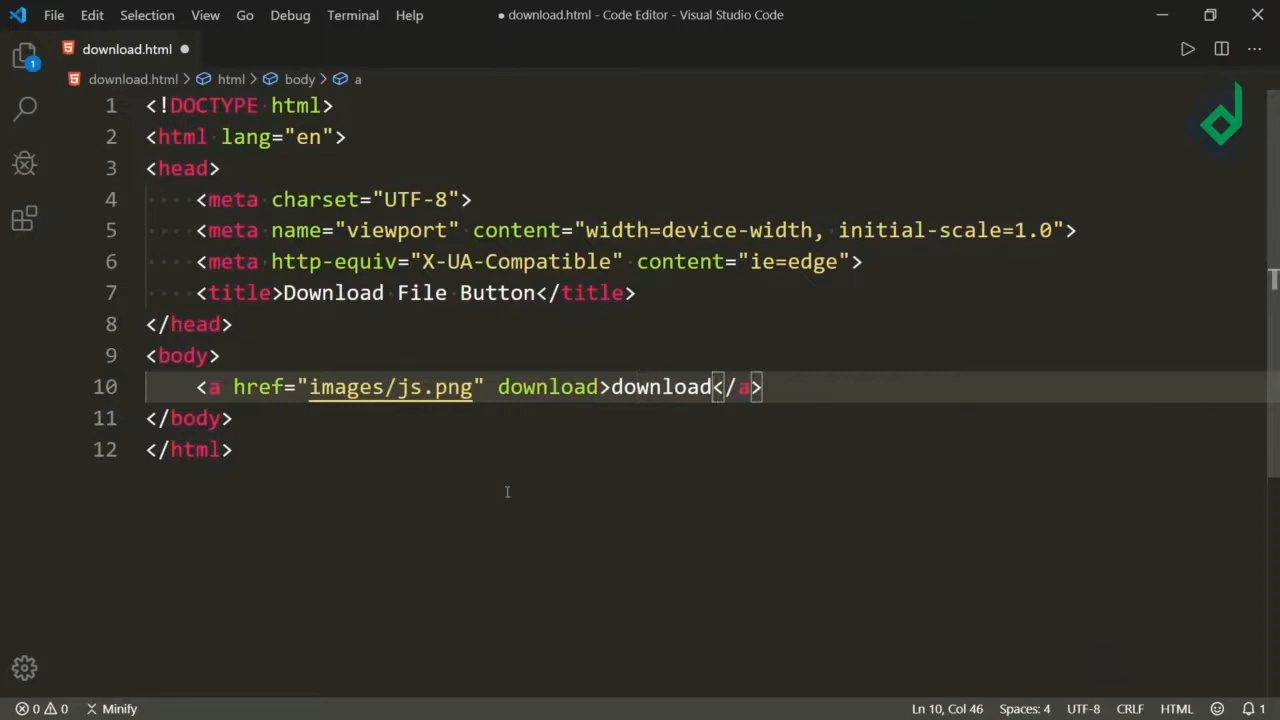 File Edit Selection View Go Debug Terminal Help ● download.html - Code Editor - Visual Studio Code
download.html ●
1
download.html > html > body > a
1 <!DOCTYPE html>
2 <html lang="en">
3 <head>
4 <meta charset="UTF-8">
5 <meta name="viewport" content="width=device-width, initial-scale=1.0">
6 <meta http-equiv="X-UA-Compatible" content="ie=edge">
7 <title>Download File Button</title>
8 </head>
9 <body>
10 <a href="images/js.png" download>download</a>
11 </body>
12 </html>
0 0 Minify Ln 10, Col 46 Spaces: 4 UTF-8 CRLF HTML 1